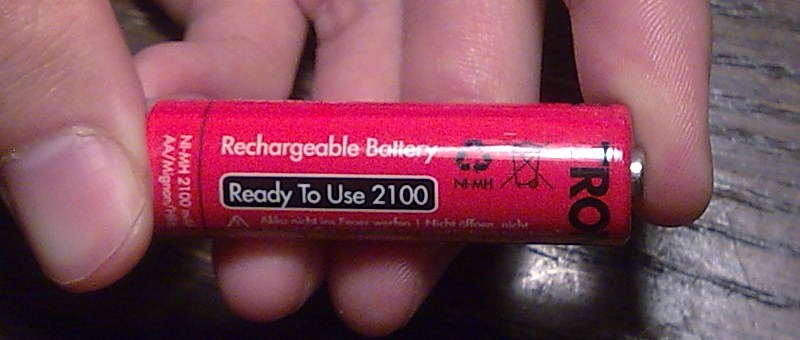 Rechargeable Battery
Ready To Use 2100
Akku nicht ins Feuer werfen | Nicht öffnen, nicht
NI-MH
TRO
NI-MH 2100
AA/Mignon/